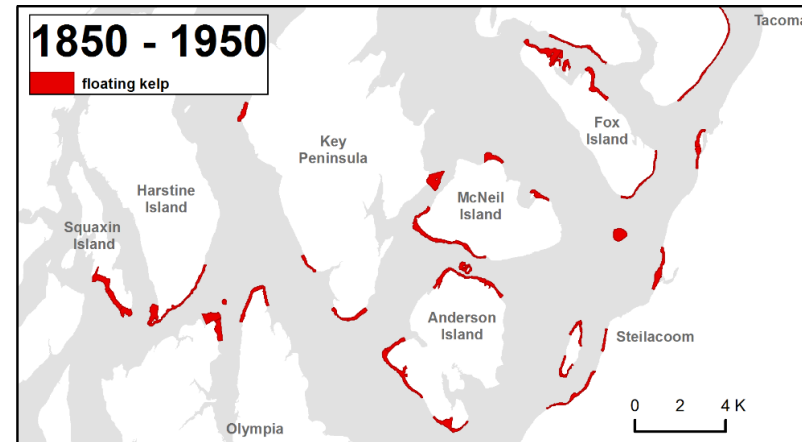 1850 - 1950
floating kelp
Tacoma
Fox
Island
Key
Peninsula
Harstine
Island
McNeil
Island
Squaxin
Island
Anderson
Island
Steilacoom
Olympia
0 2 4 K